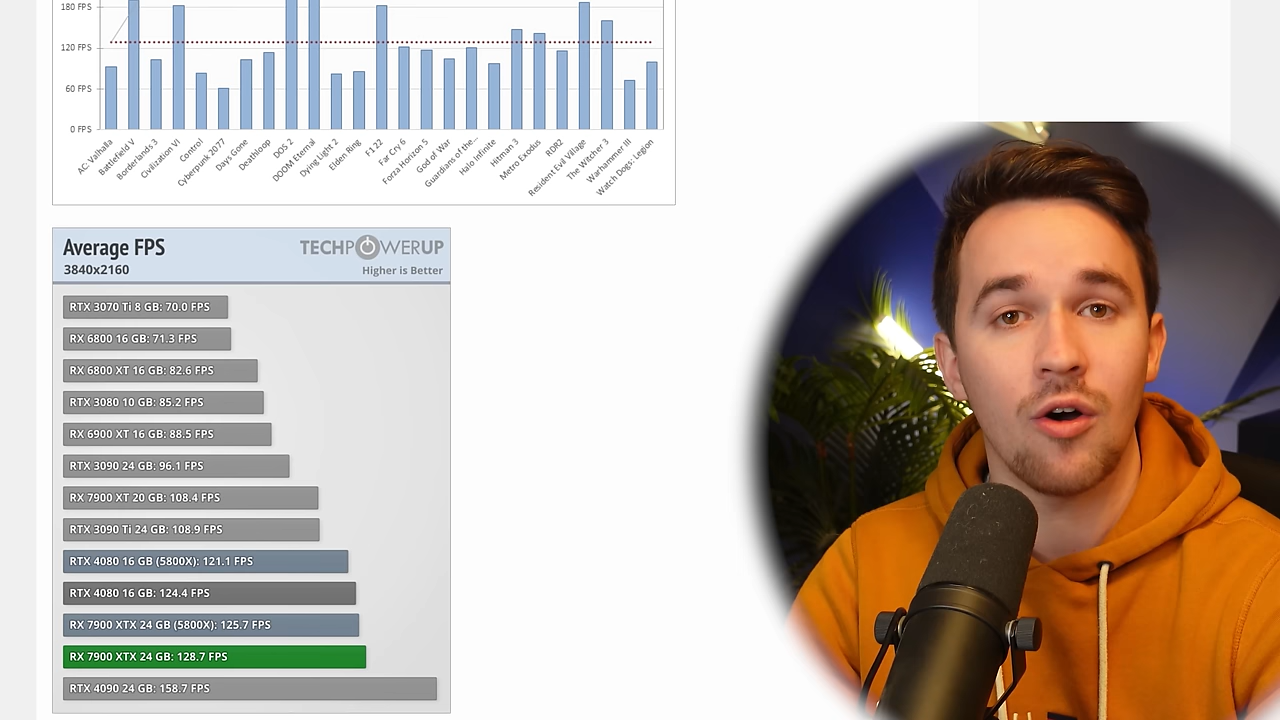 180 FPS
120 FPS
60 FPS
0 FPS
AC: Valhalla
Battlefield V
Borderlands 3
Civilization VI
Control
Cyberpunk 2077
Days Gone
Deathloop
DOS 2
DOOM Eternal
Dying Light 2
Elden Ring
F1 22
Far Cry 6
Forza Horizon 5
God of War
Guardians of the...
Halo Infinite
Hitman 3
Metro Exodus
RDR2
Resident Evil Village
The Witcher 3
Warhammer III
Watch Dogs: Legion
Average FPS
TECHPOWERUP
3840x2160
Higher is Better
RTX 3070 Ti 8 GB: 70.0 FPS
RX 6800 16 GB: 71.3 FPS
RX 6800 XT 16 GB: 82.6 FPS
RTX 3080 10 GB: 85.2 FPS
RX 6900 XT 16 GB: 88.5 FPS
RTX 3090 24 GB: 96.1 FPS
RX 7900 XT 20 GB: 108.4 FPS
RTX 3090 Ti 24 GB: 108.9 FPS
RTX 4080 16 GB (5800X): 121.1 FPS
RTX 4080 16 GB: 124.4 FPS
RX 7900 XTX 24 GB (5800X): 125.7 FPS
RX 7900 XTX 24 GB: 128.7 FPS
RTX 4090 24 GB: 158.7 FPS